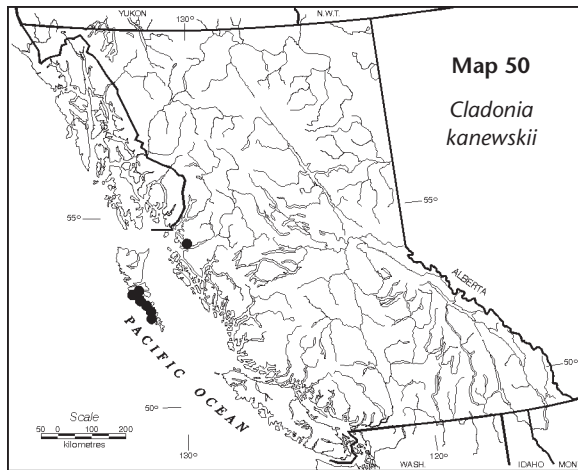 YUKON
130°
N.W.T.
Map 50
Cladonia
kanewskii
55°
55°
ALBERTA
PACIFIC OCEAN
50°
Scale
50 0 100 200
kilometres
50°
130°
120°
WASH.
IDAHO
MON